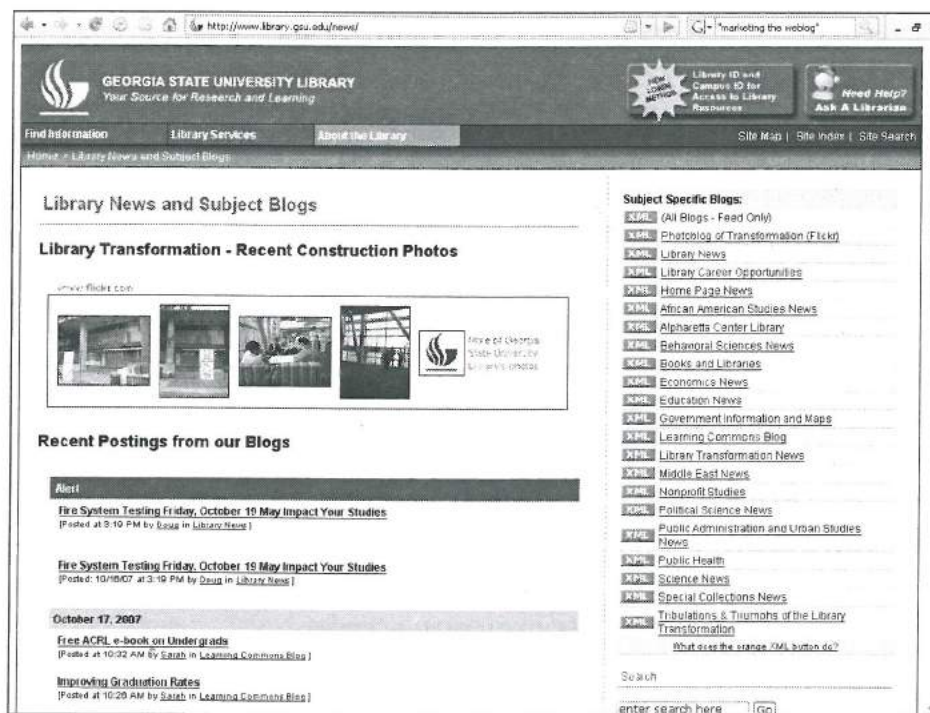 http://www.library.gsu.edu/news/
"marketing the weblog"
GEORGIA STATE UNIVERSITY LIBRARY
Your Source for Research and Learning
NEW
LOGIN
METHOD
Library ID and
Campus ID for
Access to Library
Resources
Need Help?
Ask A Librarian
Find Information Library Services About the Library
Site Map | Site Index | Site Search
Home > Library News and Subject Blogs
Library News and Subject Blogs
Library Transformation - Recent Construction Photos
www.flickr.com
More of Georgia
State University
Library's photos
Recent Postings from our Blogs
Alert
Fire System Testing Friday, October 19 May Impact Your Studies
[Posted at 3:19 PM by Doug in Library News ]
Fire System Testing Friday, October 19 May Impact Your Studies
[Posted: 10/16/07 at 3:19 PM by Doug in Library News ]
October 17, 2007
Free ACRL e-book on Undergrads
[Posted at 10:32 AM by Sarah in Learning Commons Blog ]
Improving Graduation Rates
[Posted at 10:28 AM by Sarah in Learning Commons Blog ]
Subject Specific Blogs:
XML (All Blogs - Feed Only)
XML Photoblog of Transformation (Flickr)
XML Library News
XML Library Career Opportunities
XML Home Page News
XML African American Studies News
XML Alpharetta Center Library
XML Behavioral Sciences News
XML Books and Libraries
XML Economics News
XML Education News
XML Government Information and Maps
XML Learning Commons Blog
XML Library Transformation News
XML Middle East News
XML Nonprofit Studies
XML Political Science News
XML Public Administration and Urban Studies
News
XML Public Health
XML Science News
XML Special Collections News
XML Tribulations & Triumphs of the Library
Transformation
What does the orange XML button do?
Search
enter search here Go